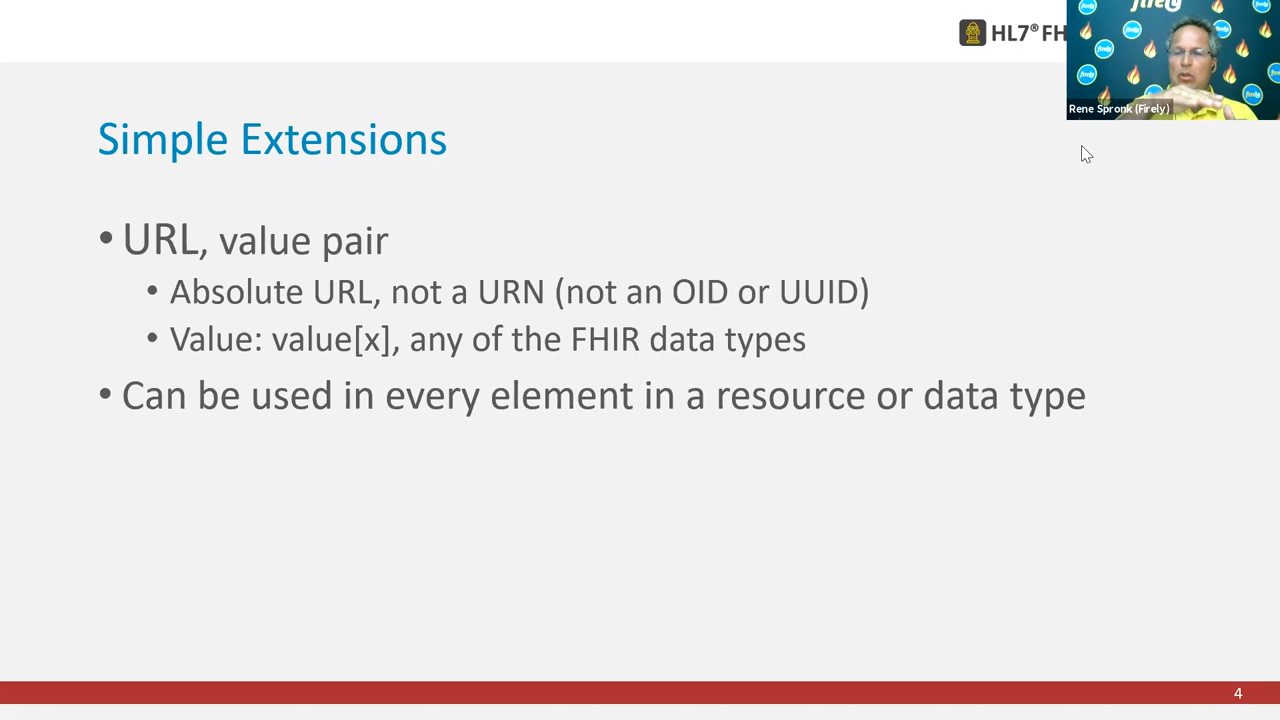 HL7® FH
firely
Rene Spronk (Firely)
Simple Extensions
• URL, value pair
• Absolute URL, not a URN (not an OID or UUID)
• Value: value[x], any of the FHIR data types
• Can be used in every element in a resource or data type
4